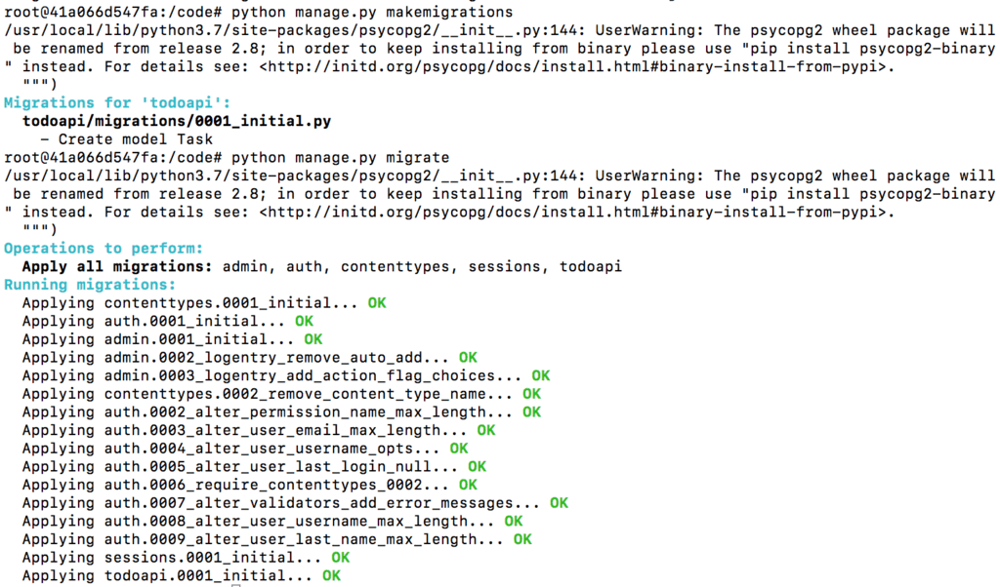 root@41a066d547fa:/code# python manage.py makemigrations
/usr/local/lib/python3.7/site-packages/psycopg2/__init__.py:144: UserWarning: The psycopg2 wheel package will
 be renamed from release 2.8; in order to keep installing from binary please use "pip install psycopg2-binary
" instead. For details see: <http://initd.org/psycopg/docs/install.html#binary-install-from-pypi>.
  """)
Migrations for 'todoapi':
  todoapi/migrations/0001_initial.py
    - Create model Task
root@41a066d547fa:/code# python manage.py migrate
/usr/local/lib/python3.7/site-packages/psycopg2/__init__.py:144: UserWarning: The psycopg2 wheel package will
 be renamed from release 2.8; in order to keep installing from binary please use "pip install psycopg2-binary
" instead. For details see: <http://initd.org/psycopg/docs/install.html#binary-install-from-pypi>.
  """)
Operations to perform:
  Apply all migrations: admin, auth, contenttypes, sessions, todoapi
Running migrations:
  Applying contenttypes.0001_initial... OK
  Applying auth.0001_initial... OK
  Applying admin.0001_initial... OK
  Applying admin.0002_logentry_remove_auto_add... OK
  Applying admin.0003_logentry_add_action_flag_choices... OK
  Applying contenttypes.0002_remove_content_type_name... OK
  Applying auth.0002_alter_permission_name_max_length... OK
  Applying auth.0003_alter_user_email_max_length... OK
  Applying auth.0004_alter_user_username_opts... OK
  Applying auth.0005_alter_user_last_login_null... OK
  Applying auth.0006_require_contenttypes_0002... OK
  Applying auth.0007_alter_validators_add_error_messages... OK
  Applying auth.0008_alter_user_username_max_length... OK
  Applying auth.0009_alter_user_last_name_max_length... OK
  Applying sessions.0001_initial... OK
  Applying todoapi.0001_initial... OK